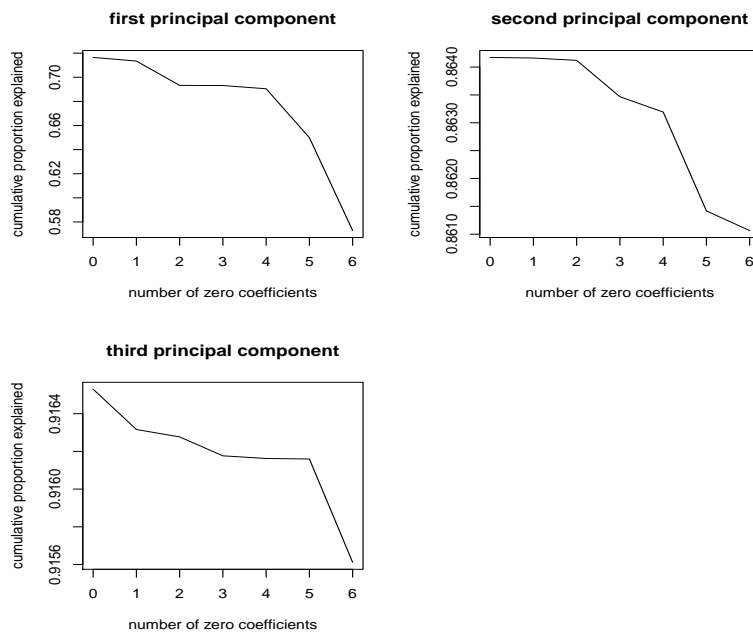 first principal component
cumulative proportion explained
0.70
0.66
0.62
0.58
0 1 2 3 4 5 6
number of zero coefficients
second principal component
cumulative proportion explained
0.8640
0.8630
0.8620
0.8610
0 1 2 3 4 5 6
number of zero coefficients
third principal component
cumulative proportion explained
0.9164
0.9160
0.9156
0 1 2 3 4 5 6
number of zero coefficients